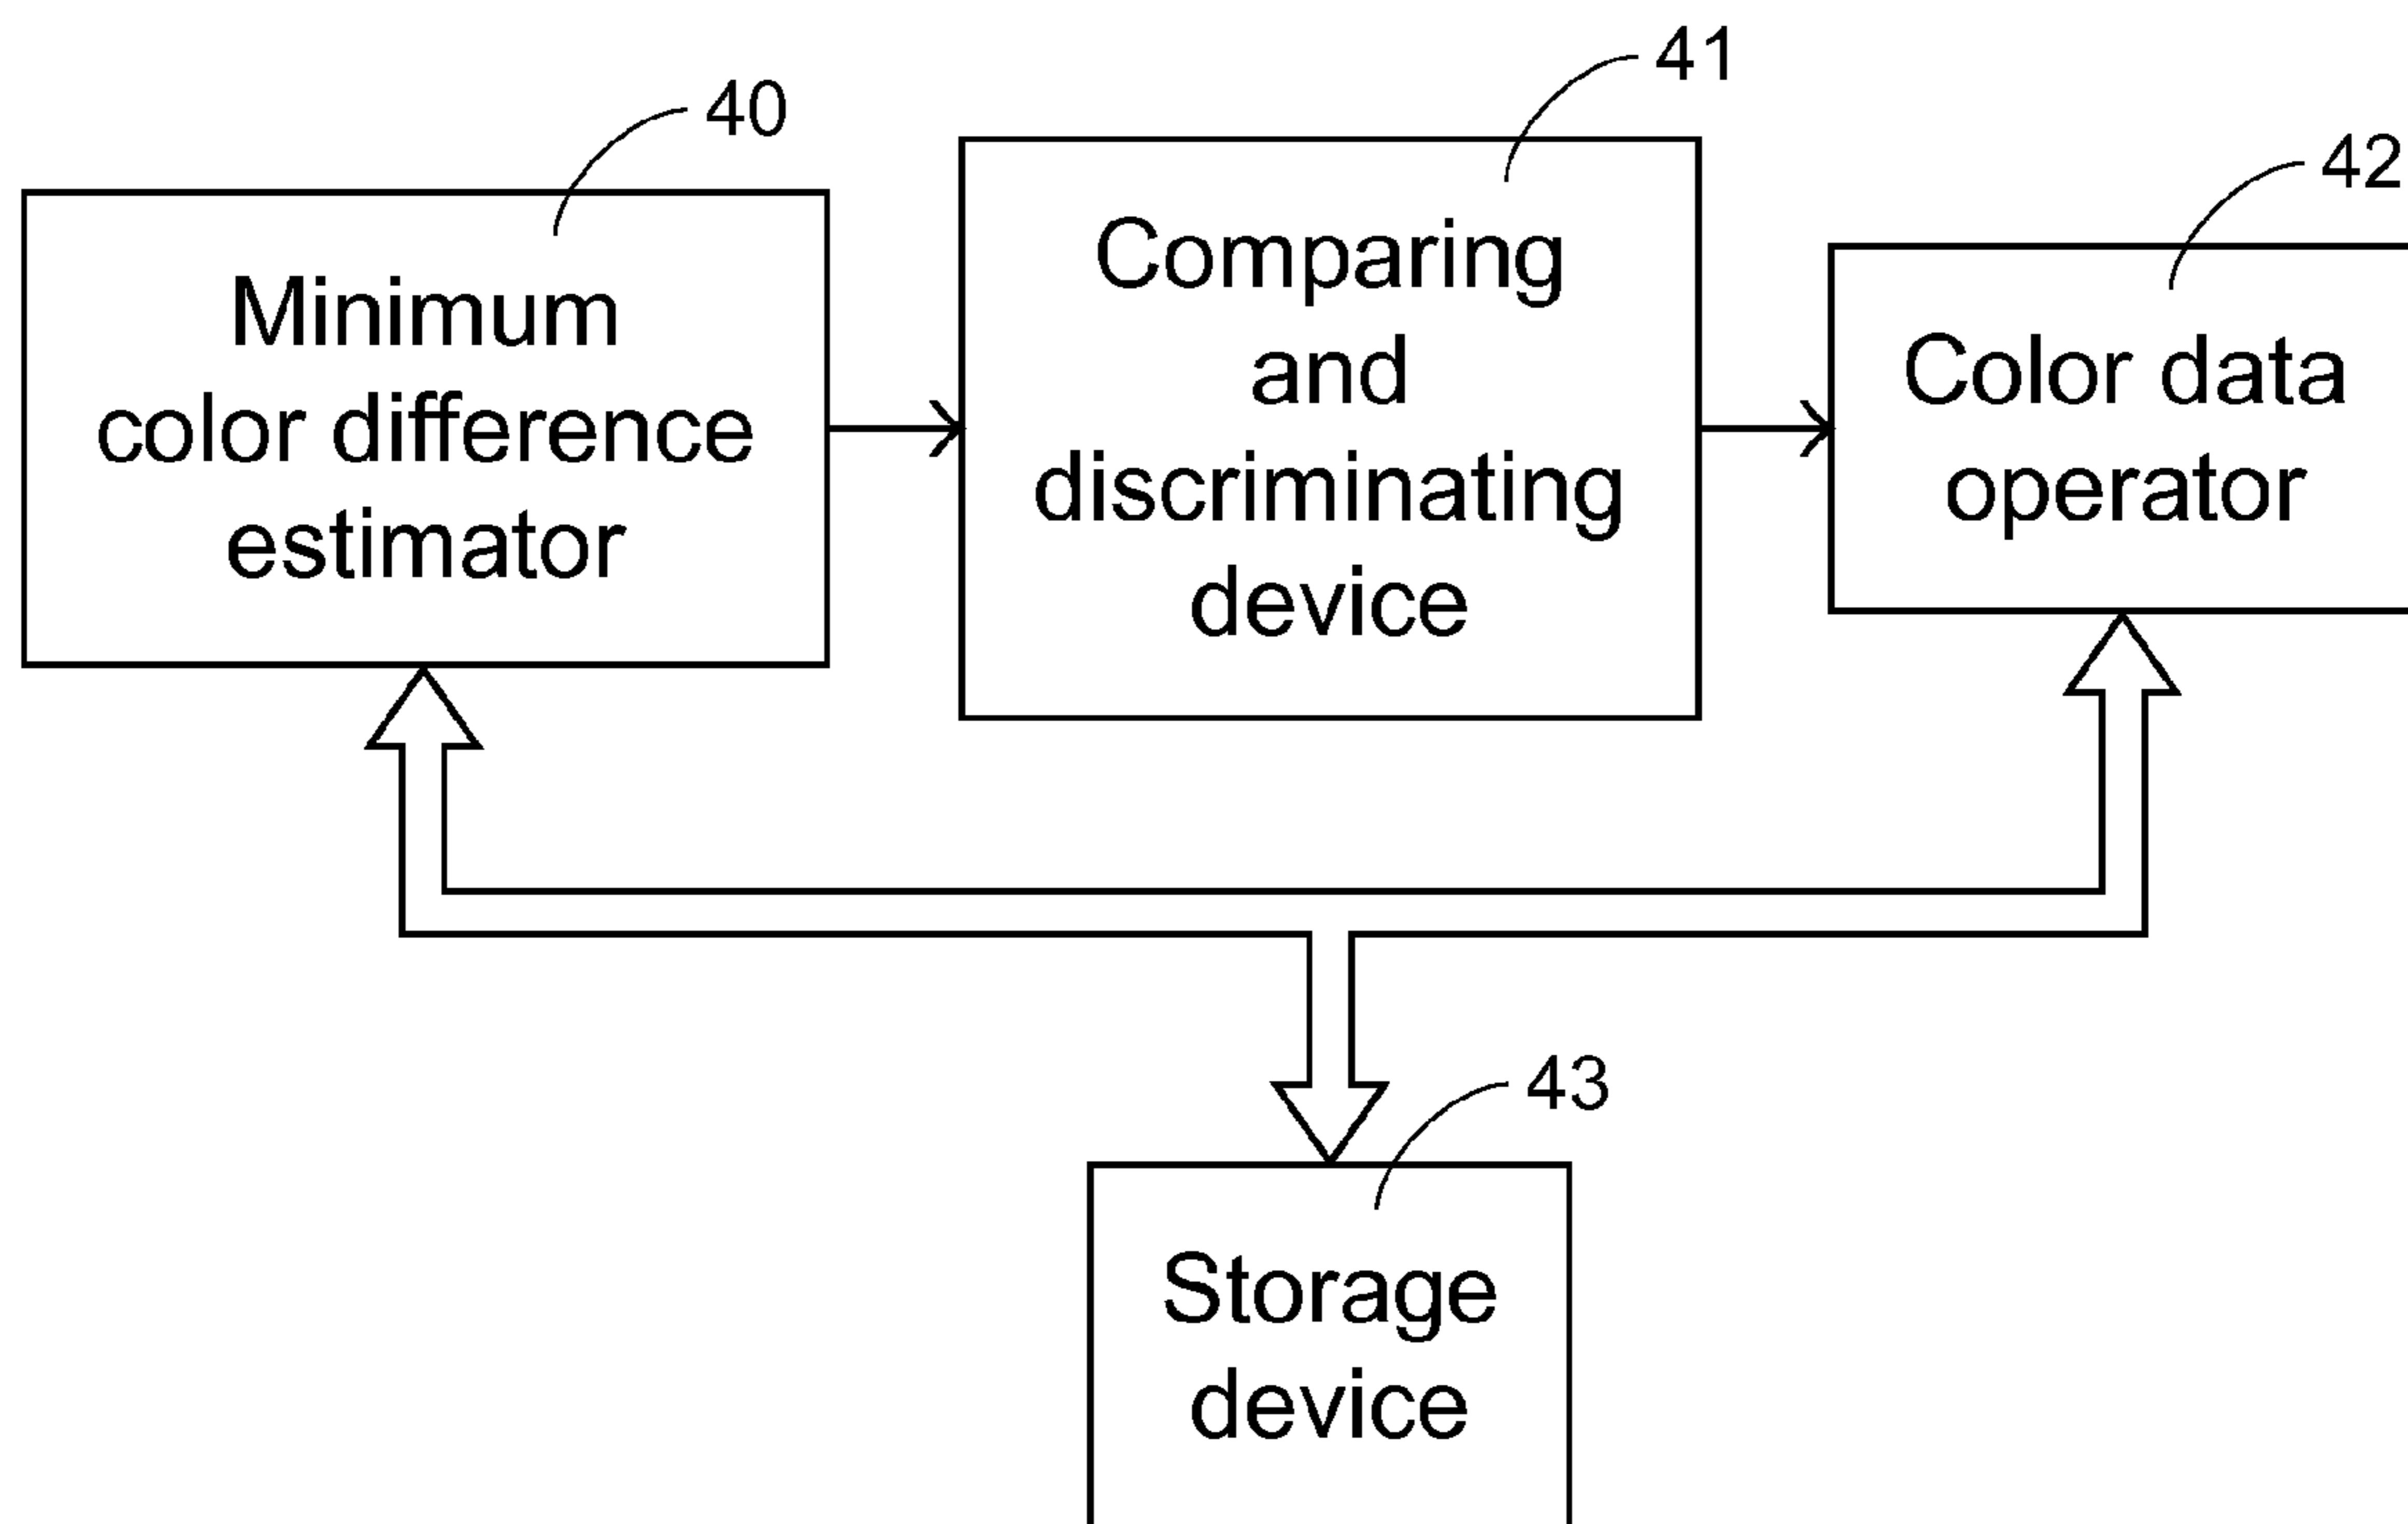 40
Minimum
color difference
estimator
41
Comparing
and
discriminating
device
42
Color data
operator
43
Storage
device